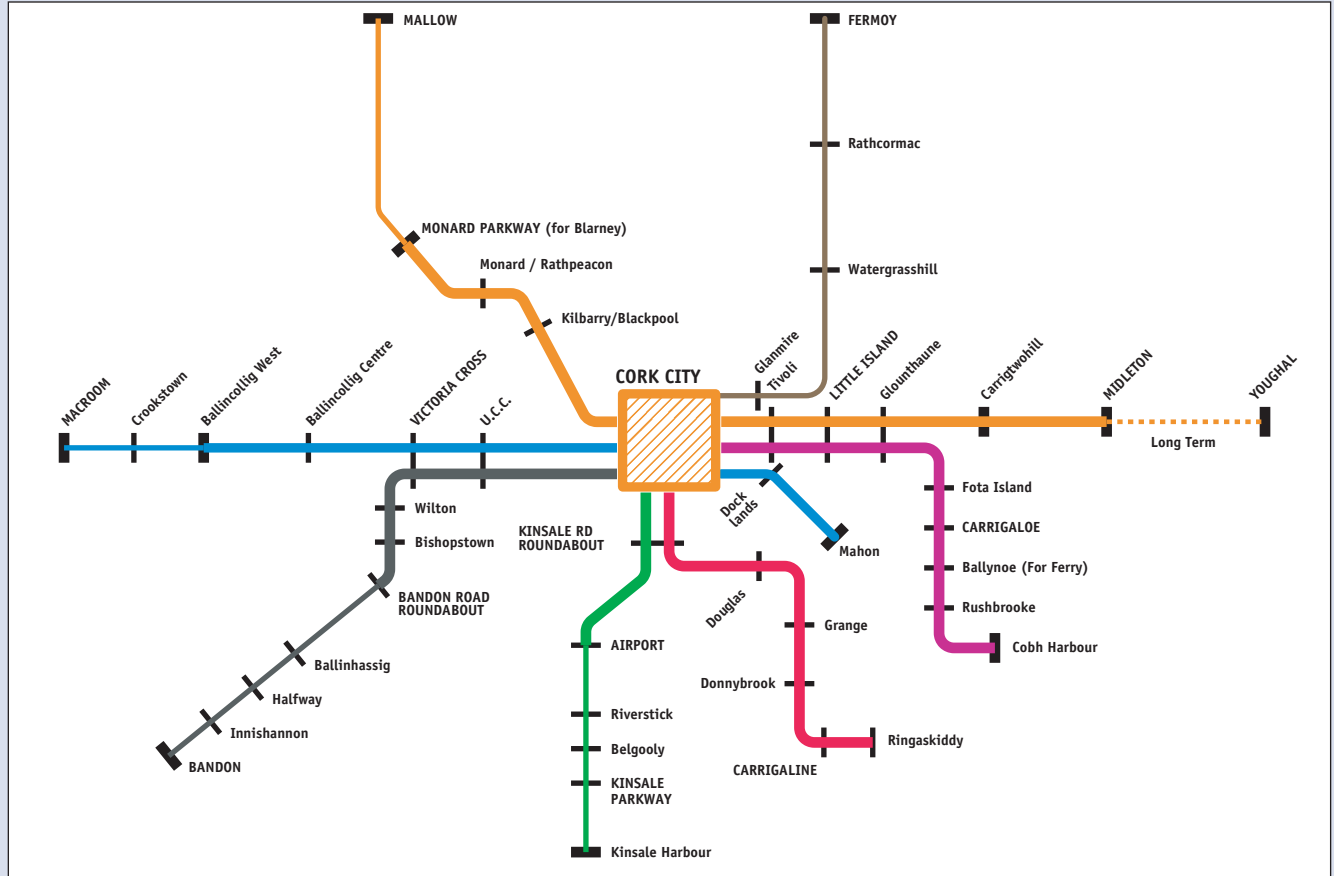 MALLOW
FERMOY
Rathcormac
MONARD PARKWAY (for Blarney)
Monard / Rathpeacon
Watergrasshill
Kilbarry/Blackpool
CORK CITY
MACROOM
Crookstown
Ballincollig West
Ballincollig Centre
VICTORIA CROSS
U.C.C.
Glanmire
Tivoli
LITTLE ISLAND
Glounthaune
Carrigtwohill
MIDLETON
YOUGHAL
Long Term
Wilton
Bishopstown
BANDON ROAD
ROUNDABOUT
Ballinhassig
Halfway
Innishannon
BANDON
KINSALE RD
ROUNDABOUT
Dock
lands
Mahon
Fota Island
CARRIGALOE
Ballynoe (For Ferry)
Rushbrooke
Cobh Harbour
Douglas
Grange
Donnybrook
CARRIGALINE
Ringaskiddy
AIRPORT
Riverstick
Belgooly
KINSALE
PARKWAY
Kinsale Harbour